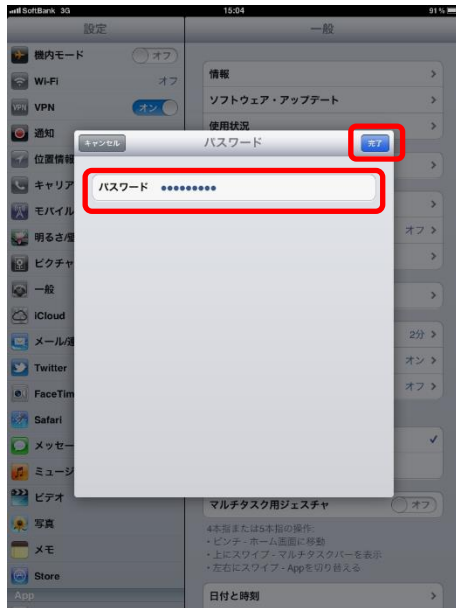 SoftBank 3G 15:04 91%
設定
一般
機内モード オフ
Wi-Fi オフ
VPN オン
通知
位置情報
キャリア
モバイル
明るさ/壁
ピクチャ
一般
iCloud
メール/連
Twitter
FaceTim
Safari
メッセー
ミュージ
ビデオ
写真
メモ
Store
App
情報
ソフトウェア・アップデート
使用状況
オフ
2分
オン
オフ
キャンセル パスワード 完了
パスワード •••••••••
マルチタスク用ジェスチャ オフ
4本指または5本指の操作:
・ピンチ - ホーム画面に移動
・上にスワイプ - マルチタスクバーを表示
・左右にスワイプ - Appを切り替える
日付と時刻